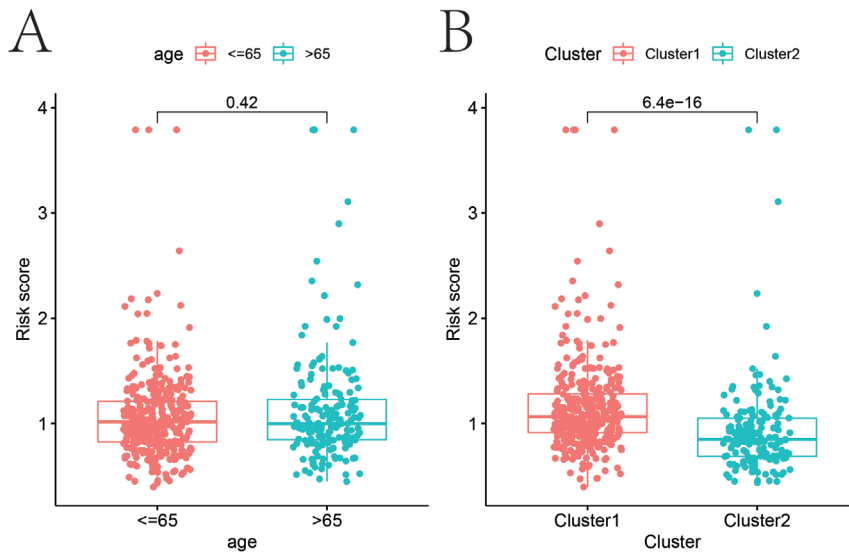 A
age <=65 >65
0.42
4
3
2
1
Risk score
<=65 >65
age
B
Cluster Cluster1 Cluster2
6.4e−16
4
3
2
1
Risk score
Cluster1 Cluster2
Cluster